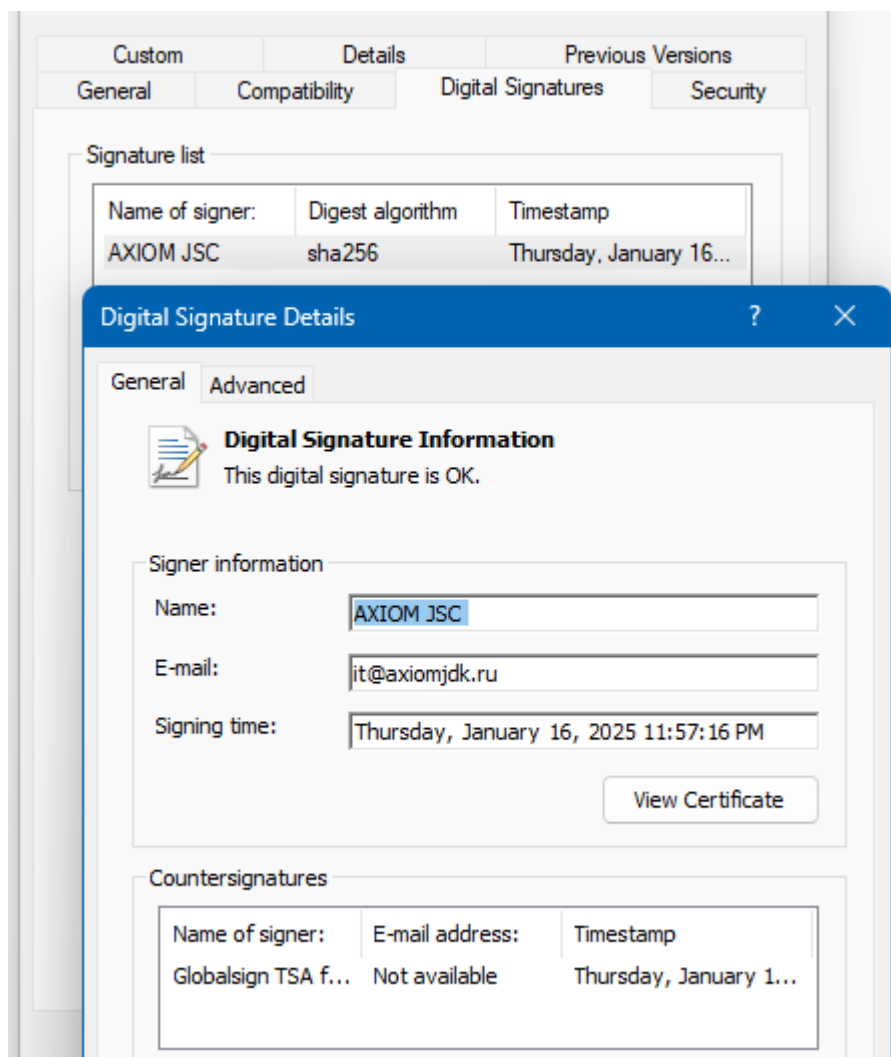 Custom Details Previous Versions
General Compatibility Digital Signatures Security
Signature list
Name of signer: Digest algorithm Timestamp
AXIOM JSC sha256 Thursday, January 16...
Digital Signature Details ?
General Advanced
Digital Signature Information
This digital signature is OK.
Signer information
Name: AXIOM JSC
E-mail: it@axiomjdk.ru
Signing time: Thursday, January 16, 2025 11:57:16 PM
View Certificate
Countersignatures
Name of signer: E-mail address: Timestamp
Globalsign TSA f... Not available Thursday, January 1...